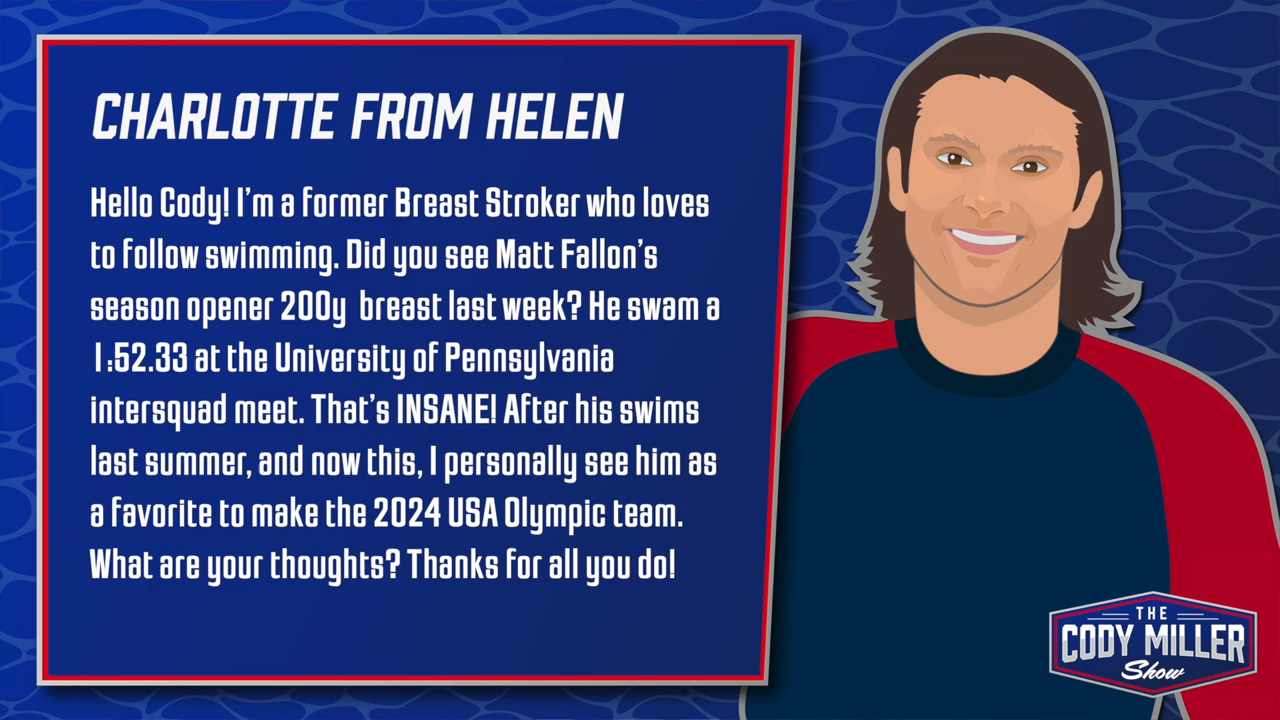 CHARLOTTE FROM HELEN
Hello Cody! I'm a former Breast Stroker who loves
to follow swimming. Did you see Matt Fallon's
season opener 200y breast last week? He swam a
1:52.33 at the University of Pennsylvania
intersquad meet. That's INSANE! After his swims
last summer, and now this, I personally see him as
a favorite to make the 2024 USA Olympic team.
What are your thoughts? Thanks for all you do!
THE
CODY MILLER
Show